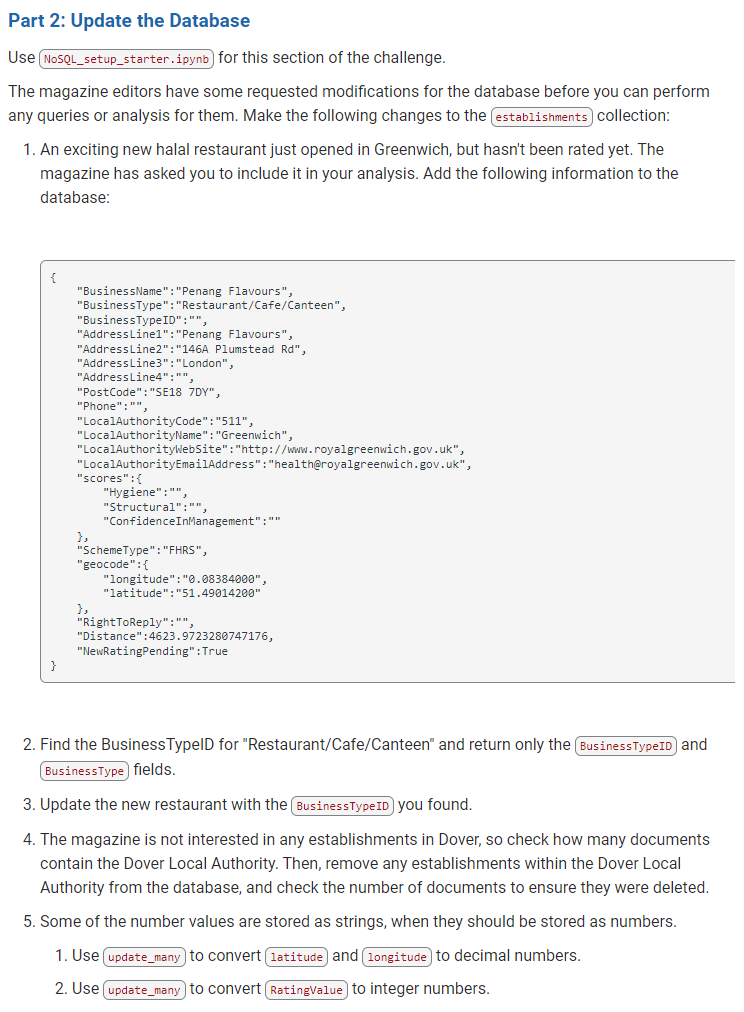 Part 2: Update the Database
Use NoSQL_setup_starter.ipynb for this section of the challenge.
The magazine editors have some requested modifications for the database before you can perform
any queries or analysis for them. Make the following changes to the establishments collection:
1. An exciting new halal restaurant just opened in Greenwich, but hasn't been rated yet. The
magazine has asked you to include it in your analysis. Add the following information to the
database:
{
    "BusinessName":"Penang Flavours",
    "BusinessType":"Restaurant/Cafe/Canteen",
    "BusinessTypeID":"",
    "AddressLine1":"Penang Flavours",
    "AddressLine2":"146A Plumstead Rd",
    "AddressLine3":"London",
    "AddressLine4":"",
    "PostCode":"SE18 7DY",
    "Phone":"",
    "LocalAuthorityCode":"511",
    "LocalAuthorityName":"Greenwich",
    "LocalAuthorityWebSite":"http://www.royalgreenwich.gov.uk",
    "LocalAuthorityEmailAddress":"health@royalgreenwich.gov.uk",
    "scores":{
        "Hygiene":"",
        "Structural":"",
        "ConfidenceInManagement":""
    },
    "SchemeType":"FHRS",
    "geocode":{
        "longitude":"0.08384000",
        "latitude":"51.49014200"
    },
    "RightToReply":"",
    "Distance":4623.9723280747176,
    "NewRatingPending":True
}
2. Find the BusinessTypeID for "Restaurant/Cafe/Canteen" and return only the BusinessTypeID and
BusinessType fields.
3. Update the new restaurant with the BusinessTypeID you found.
4. The magazine is not interested in any establishments in Dover, so check how many documents
contain the Dover Local Authority. Then, remove any establishments within the Dover Local
Authority from the database, and check the number of documents to ensure they were deleted.
5. Some of the number values are stored as strings, when they should be stored as numbers.
1. Use update_many to convert latitude and longitude to decimal numbers.
2. Use update_many to convert RatingValue to integer numbers.